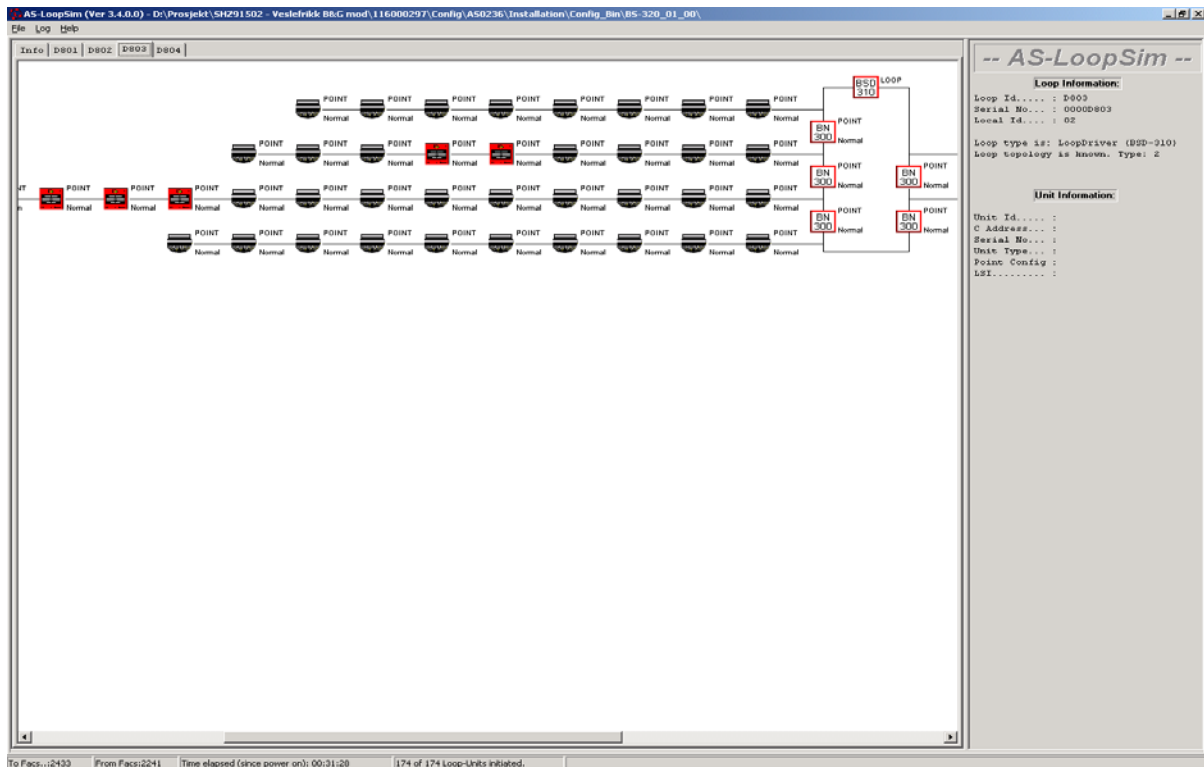 AS-LoopSim (Ver 3.4.0.0) - D:\Prosjekt\SHZ91502 - Veslefrikk B&G mod\116000297\Config\AS0236\Installation\Config_Bin\BS-320_01_00\
File Log Help
Info D801 D802 D803 D804
-- AS-LoopSim --
Loop Information:
Loop Id..... : D803
Serial No... : 0000D803
Local Id.... : 02
Loop type is: LoopDriver (BSD-310)
Loop topology is known. Type: 2
Unit Information:
Unit Id..... :
C Address... :
Serial No... :
Unit Type... :
Point Config :
LSI......... :
BSD 310 LOOP
POINT POINT POINT POINT POINT POINT POINT POINT
Normal Normal Normal Normal Normal Normal Normal Normal
BN 300 POINT Normal
POINT POINT POINT POINT POINT POINT POINT POINT POINT
Normal Normal Normal Normal Normal Normal Normal Normal Normal
BN 300 POINT Normal
BN 300 POINT Normal
POINT POINT POINT POINT POINT POINT POINT POINT POINT POINT POINT POINT
Normal Normal Normal Normal Normal Normal Normal Normal Normal Normal Normal Normal
BN 300 POINT Normal
BN 300 POINT Normal
POINT POINT POINT POINT POINT POINT POINT POINT POINT POINT
Normal Normal Normal Normal Normal Normal Normal Normal Normal Normal
To Facs..:2433 From Facs:2241 Time elapsed (since power on): 00:31:28 174 of 174 Loop-Units initiated.